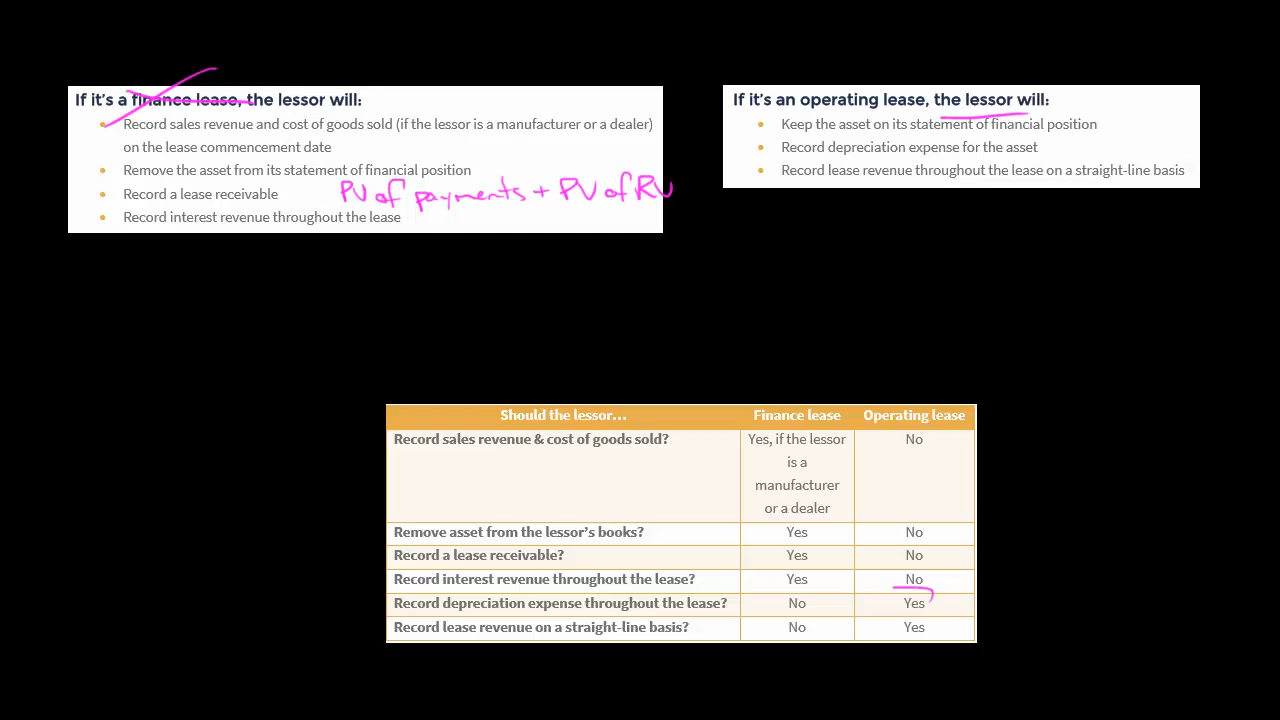 If it's a finance lease, the lessor will:
Record sales revenue and cost of goods sold (if the lessor is a manufacturer or a dealer)
on the lease commencement date
Remove the asset from its statement of financial position
Record a lease receivable
PV of payments + PV of RV
Record interest revenue throughout the lease
If it's an operating lease, the lessor will:
Keep the asset on its statement of financial position
Record depreciation expense for the asset
Record lease revenue throughout the lease on a straight-line basis
Should the lessor... Finance lease Operating lease
Record sales revenue & cost of goods sold? Yes, if the lessor No
is a
manufacturer
or a dealer
Remove asset from the lessor's books? Yes No
Record a lease receivable? Yes No
Record interest revenue throughout the lease? Yes No
Record depreciation expense throughout the lease? No Yes
Record lease revenue on a straight-line basis? No Yes